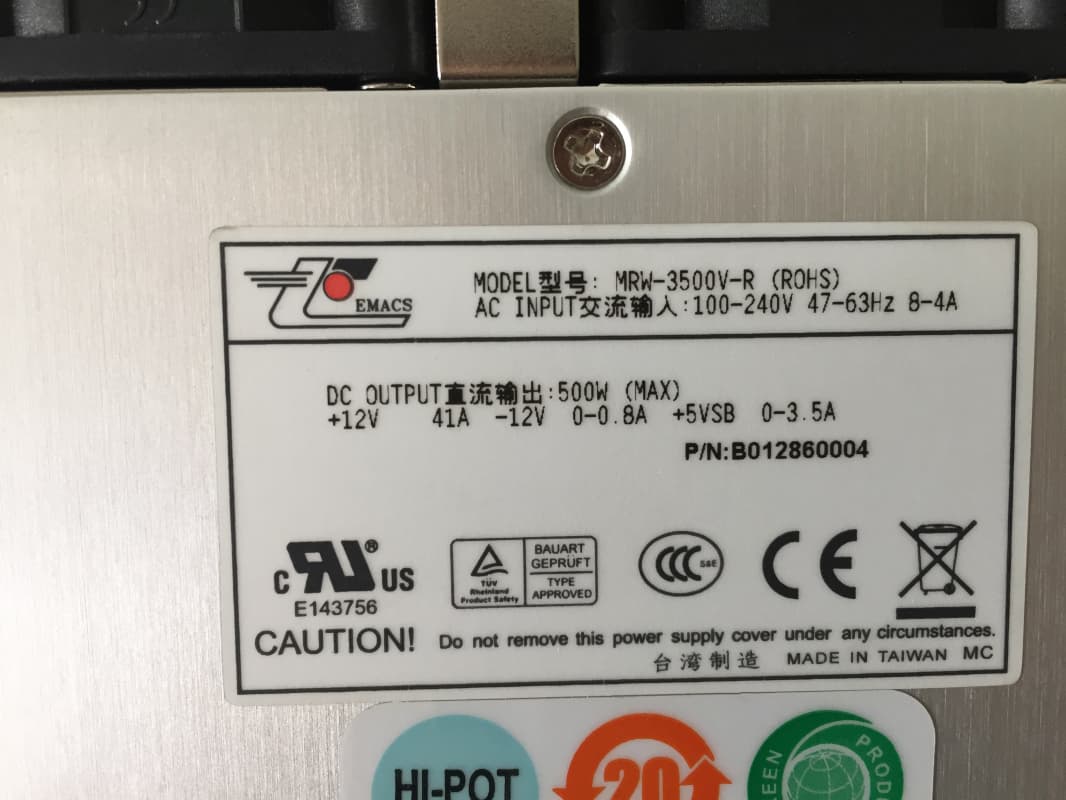 EMACS
MODEL型号: MRW-3500V-R (ROHS)
AC INPUT交流输入:100-240V 47-63Hz 8-4A
DC OUTPUT直流输出:500W (MAX)
+12V 41A -12V 0-0.8A +5VSB 0-3.5A
P/N:B012860004
c RU ® US
E143756
TÜV
Rheinland
Product Safety
BAUART
GEPRÜFT
TYPE
APPROVED
CCC S&E
CE
CAUTION! Do not remove this power supply cover under any circumstances.
台湾制造 MADE IN TAIWAN MC
HI-POT
20